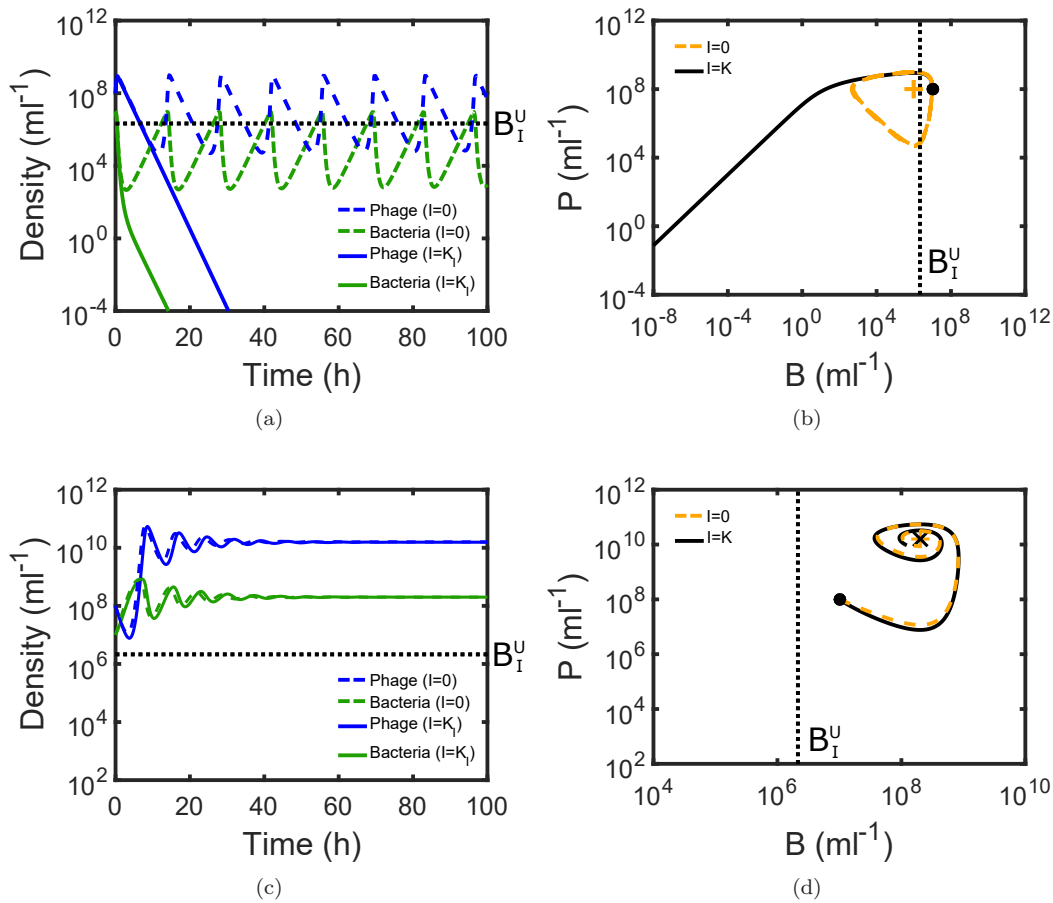 10^12
10^8
10^4
10^0
10^-4
Density (ml^-1)
0 20 40 60 80 100
Time (h)
B_I^U
Phage (I=0)
Bacteria (I=0)
Phage (I=K_I)
Bacteria (I=K_I)
(a)
10^12
10^8
10^4
10^0
10^-4
P (ml^-1)
10^-8 10^-4 10^0 10^4 10^8 10^12
B (ml^-1)
I=0
I=K
B_I^U
(b)
10^12
10^10
10^8
10^6
10^4
10^2
Density (ml^-1)
0 20 40 60 80 100
Time (h)
B_I^U
Phage (I=0)
Bacteria (I=0)
Phage (I=K_I)
Bacteria (I=K_I)
(c)
10^12
10^10
10^8
10^6
10^4
10^2
P (ml^-1)
10^4 10^6 10^8 10^10
B (ml^-1)
I=0
I=K
B_I^U
(d)